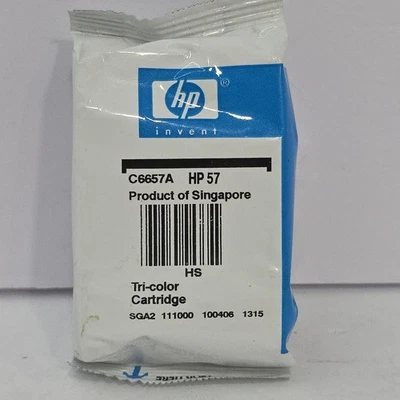 hp
®
invent
C6657A HP 57
Product of Singapore
HS
Tri-color
Cartridge
SGA2 111000 100406 1315